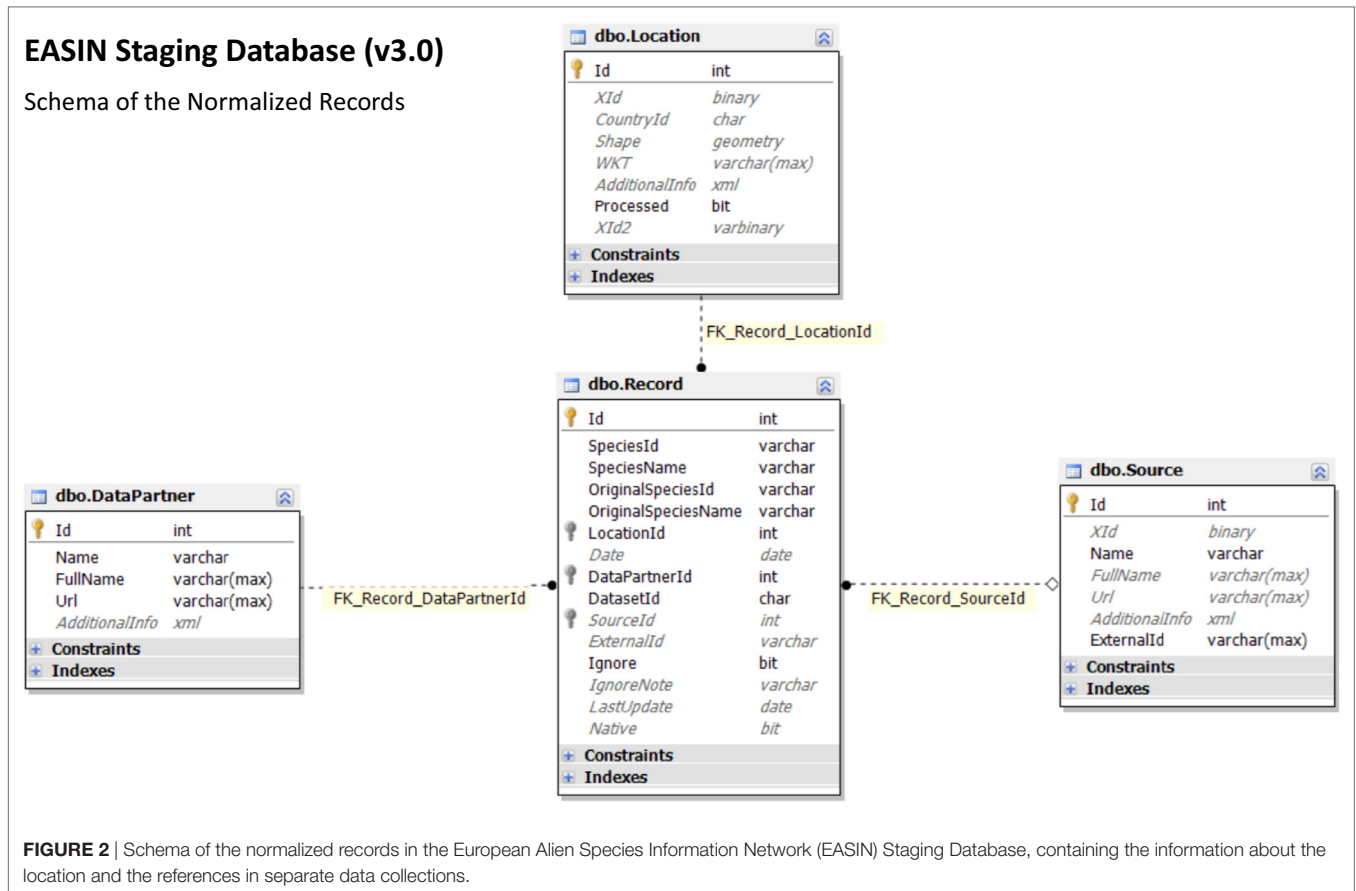 EASIN Staging Database (v3.0)
Schema of the Normalized Records
dbo.Location
Id int
XId binary
CountryId char
Shape geometry
WKT varchar(max)
AdditionalInfo xml
Processed bit
XId2 varbinary
Constraints
Indexes
FK_Record_LocationId
dbo.Record
Id int
SpeciesId varchar
SpeciesName varchar
OriginalSpeciesId varchar
OriginalSpeciesName varchar
LocationId int
Date date
DataPartnerId int
DatasetId char
SourceId int
ExternalId varchar
Ignore bit
IgnoreNote varchar
LastUpdate date
Native bit
Constraints
Indexes
dbo.DataPartner
Id int
Name varchar
FullName varchar(max)
Url varchar(max)
AdditionalInfo xml
Constraints
Indexes
FK_Record_DataPartnerId
FK_Record_SourceId
dbo.Source
Id int
XId binary
Name varchar
FullName varchar(max)
Url varchar(max)
AdditionalInfo xml
ExternalId varchar(max)
Constraints
Indexes
FIGURE 2 | Schema of the normalized records in the European Alien Species Information Network (EASIN) Staging Database, containing the information about the
location and the references in separate data collections.